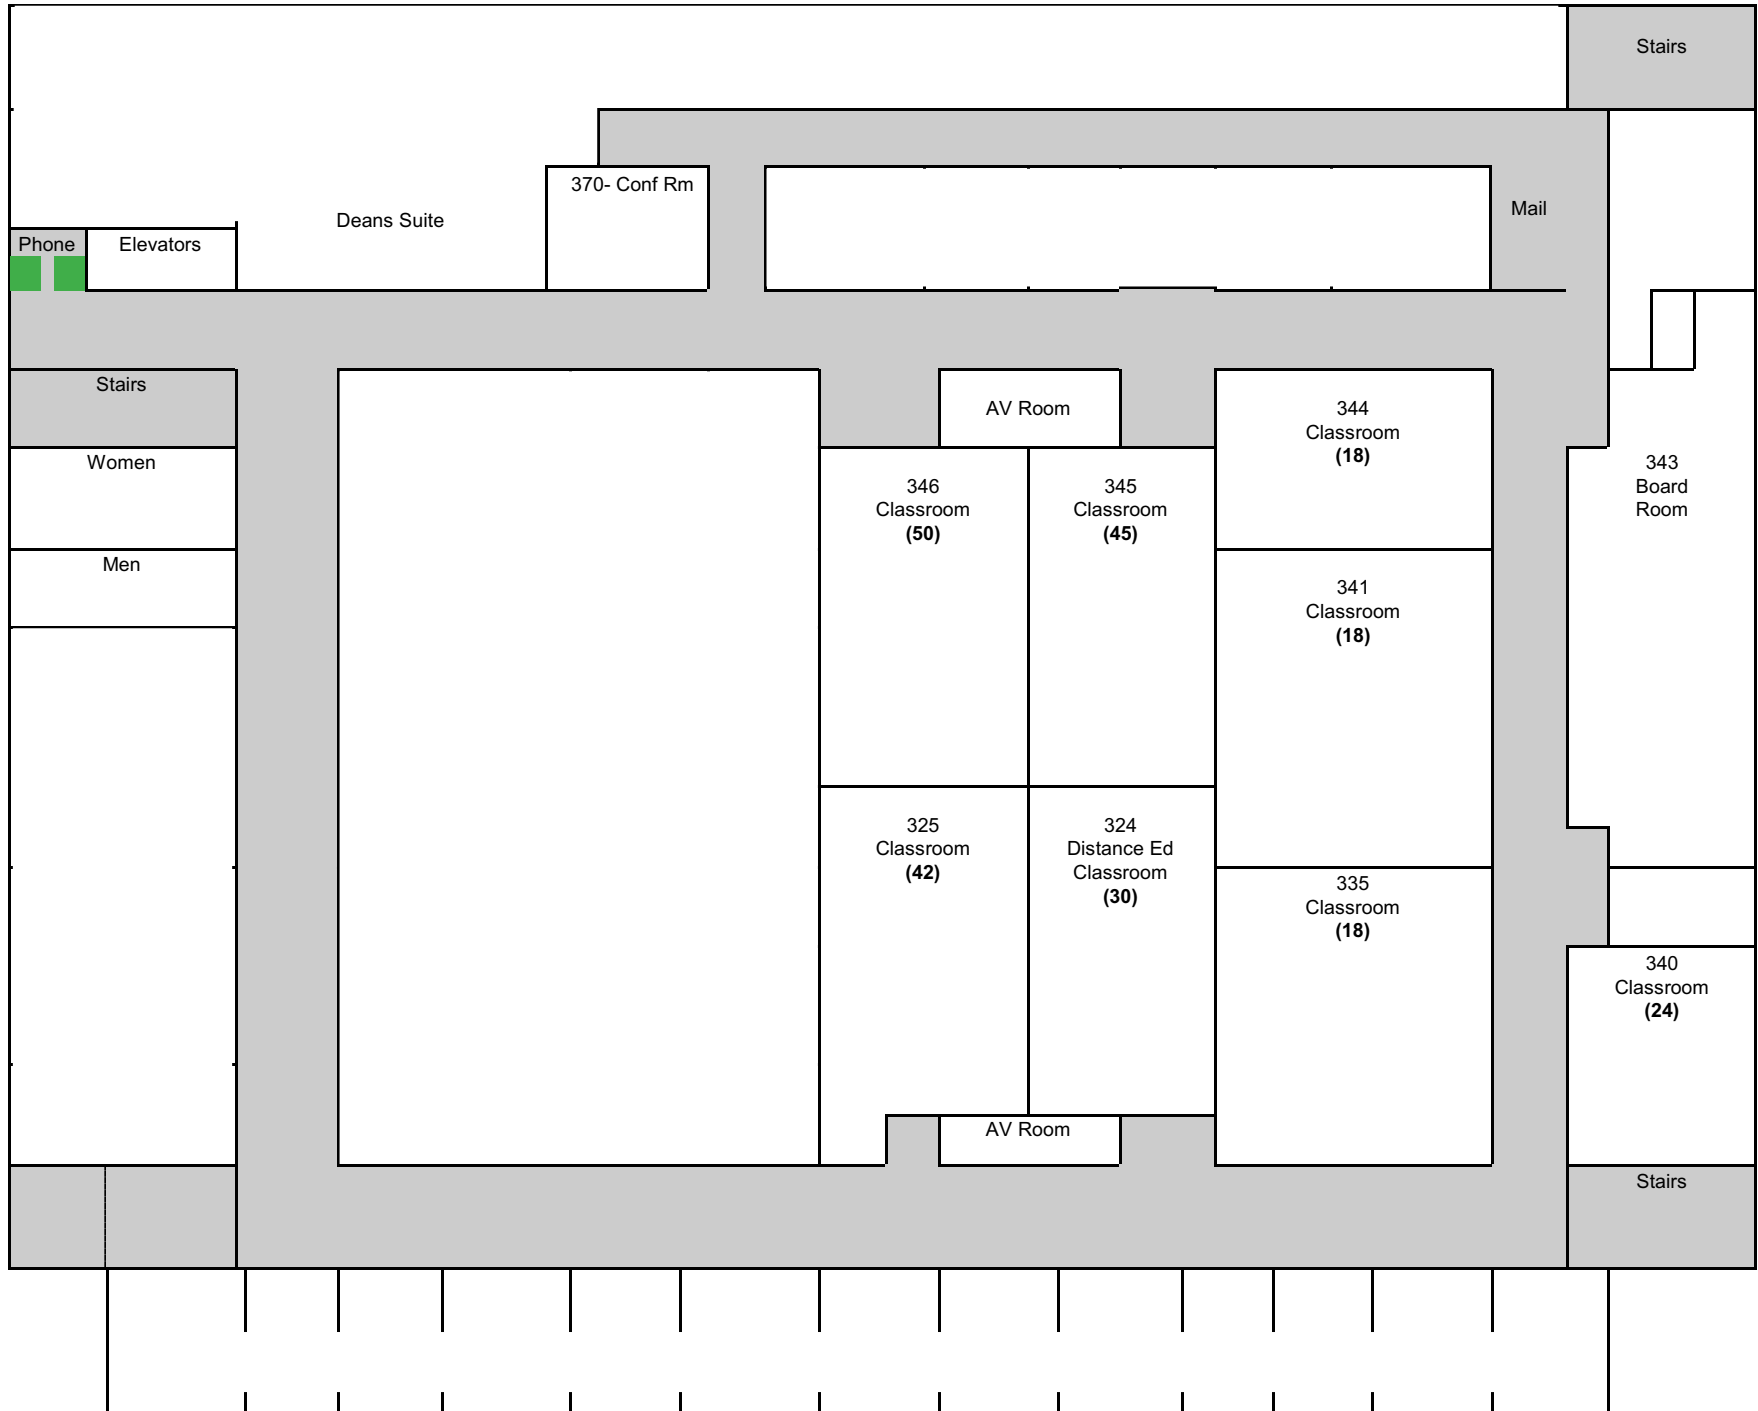 Stairs
370- Conf Rm
Mail
Deans Suite
Phone
Elevators
Stairs
AV Room
344
Classroom
(18)
Women
343
Board
Room
346
Classroom
(50)
345
Classroom
(45)
Men
341
Classroom
(18)
325
Classroom
(42)
324
Distance Ed
Classroom
(30)
335
Classroom
(18)
340
Classroom
(24)
AV Room
Stairs